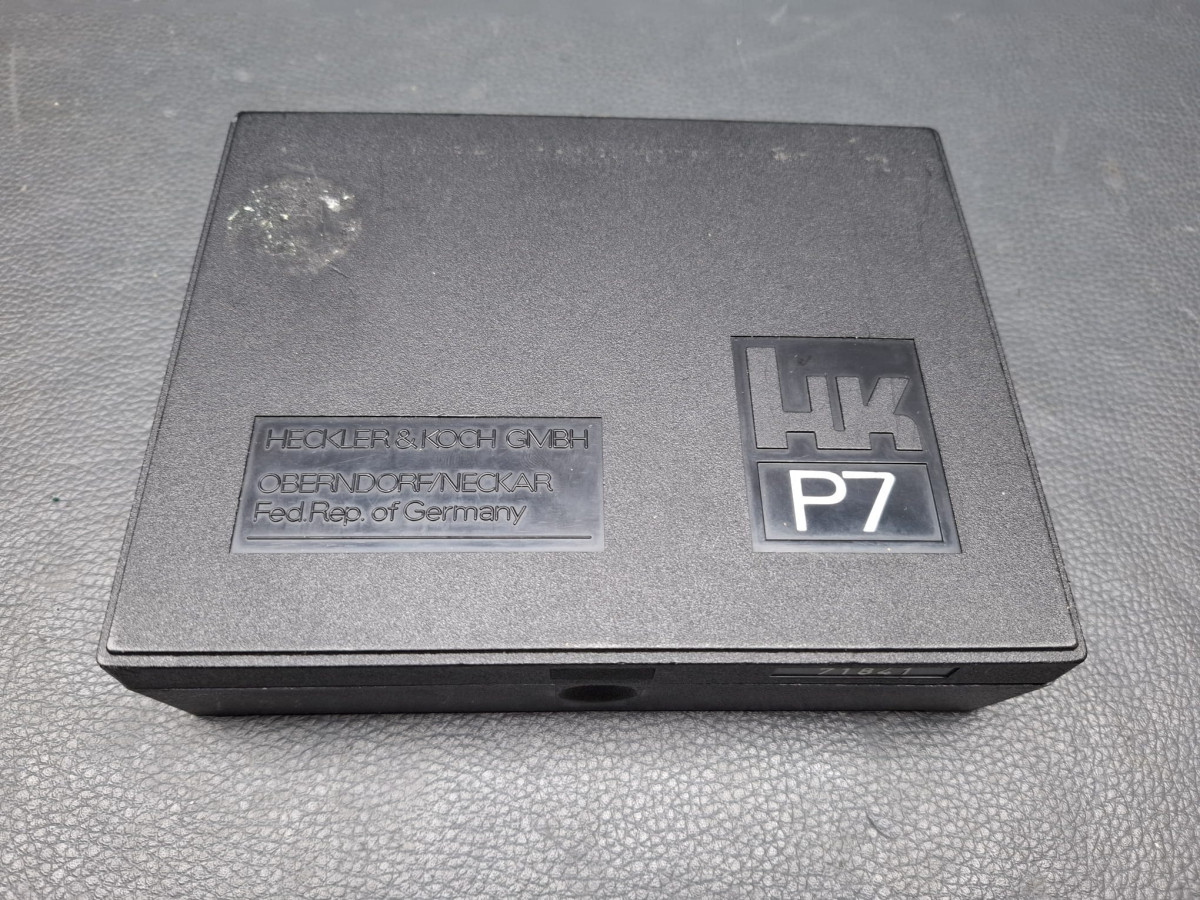 HECKLER & KOCH GMBH
OBERNDORF/NECKAR
Fed. Rep. of Germany
HK
P7
71841